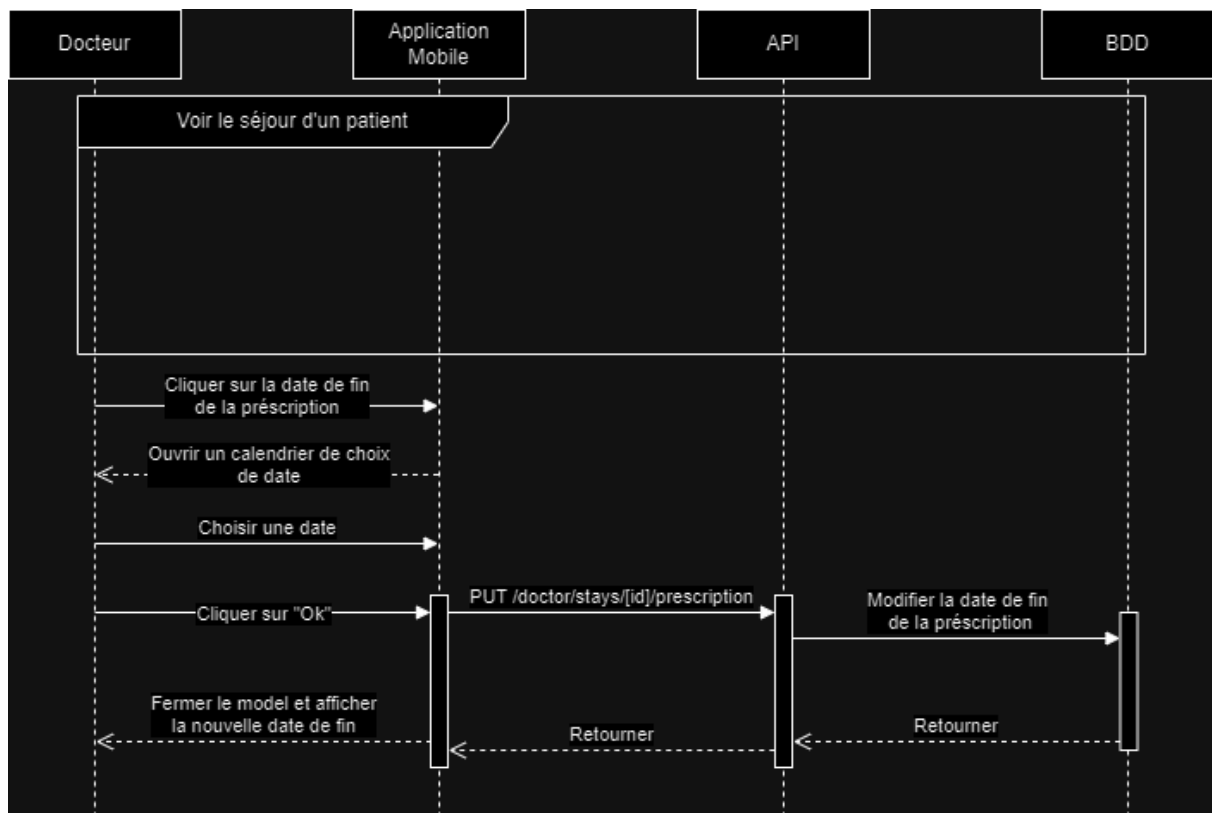 Docteur
Application
Mobile
API
BDD
Voir le séjour d'un patient
Cliquer sur la date de fin
de la préscription
Ouvrir un calendrier de choix
de date
Choisir une date
Cliquer sur "Ok"
PUT /doctor/stays/[id]/prescription
Modifier la date de fin
de la préscription
Fermer le model et afficher
la nouvelle date de fin
Retourner
Retourner